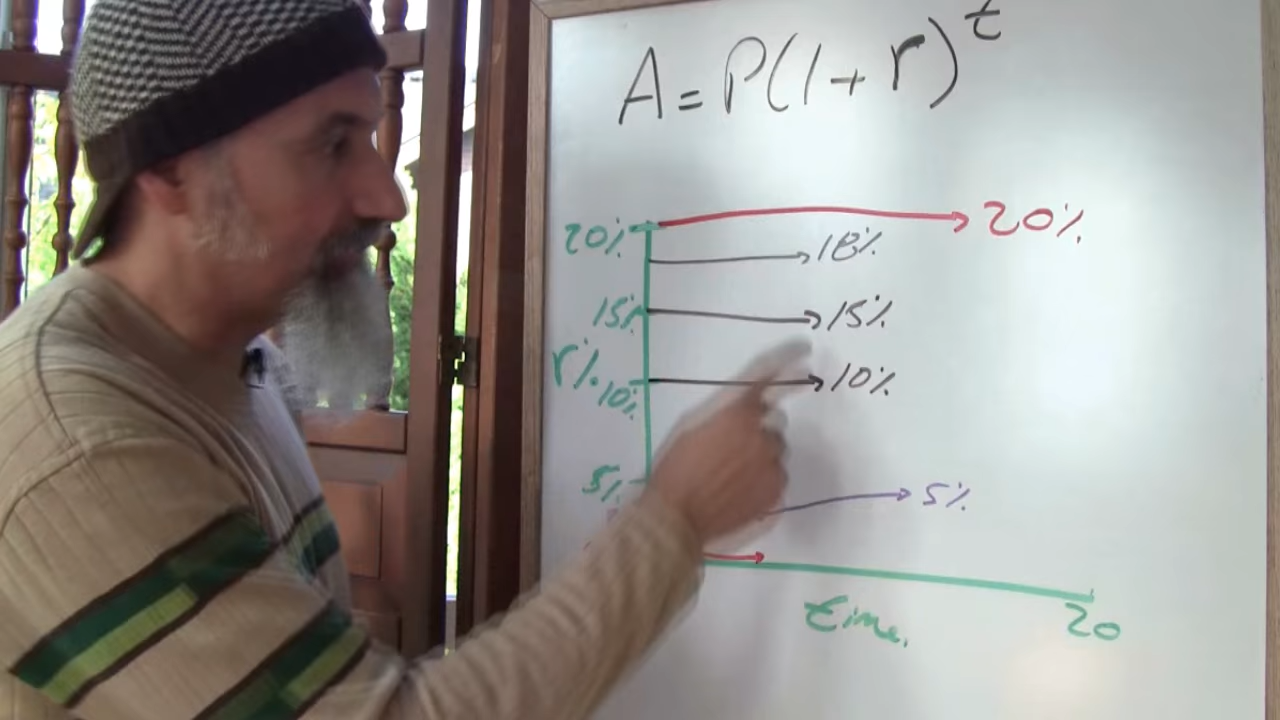 A = P(1 + r)^t
20% 20%
18%
15% 15%
r%
10% 10%
5% 5%
time.
20